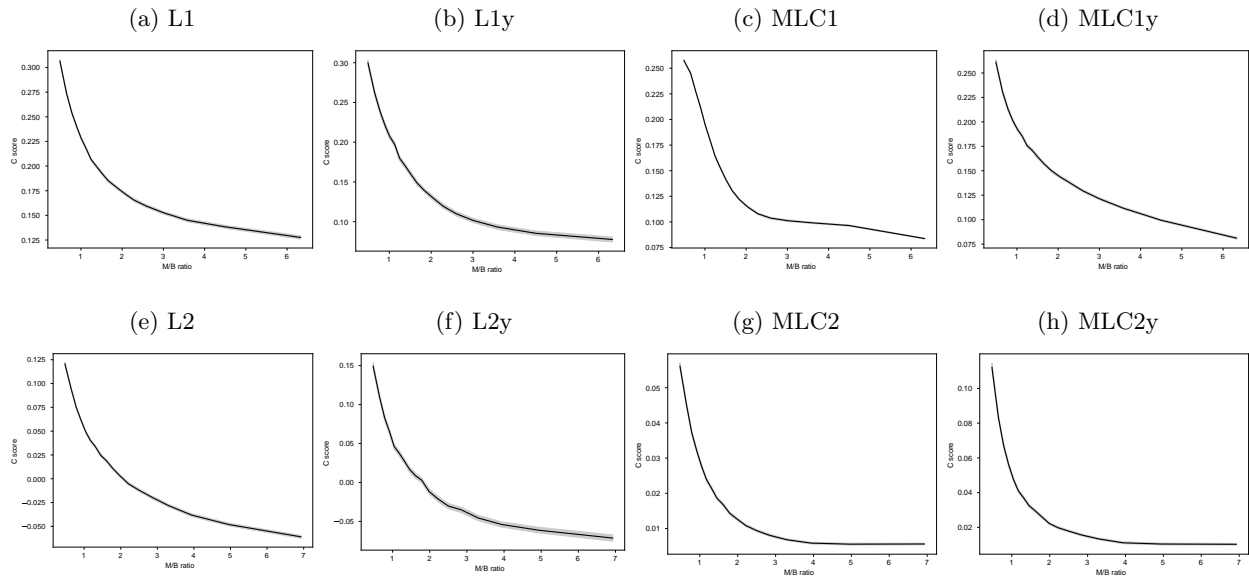 (a) L1
0.300
0.275
0.250
0.225
0.200
0.175
0.150
0.125
C score
1 2 3 4 5 6
M/B ratio
(b) L1y
0.30
0.25
0.20
0.15
0.10
C score
1 2 3 4 5 6
M/B ratio
(c) MLC1
0.250
0.225
0.200
0.175
0.150
0.125
0.100
0.075
C score
1 2 3 4 5 6
M/B ratio
(d) MLC1y
0.250
0.225
0.200
0.175
0.150
0.125
0.100
0.075
C score
1 2 3 4 5 6
M/B ratio
(e) L2
0.125
0.100
0.075
0.050
0.025
0.000
−0.025
−0.050
C score
1 2 3 4 5 6 7
M/B ratio
(f) L2y
0.15
0.10
0.05
0.00
−0.05
C score
1 2 3 4 5 6 7
M/B ratio
(g) MLC2
0.05
0.04
0.03
0.02
0.01
C score
1 2 3 4 5 6 7
M/B ratio
(h) MLC2y
0.10
0.08
0.06
0.04
0.02
C score
1 2 3 4 5 6 7
M/B ratio